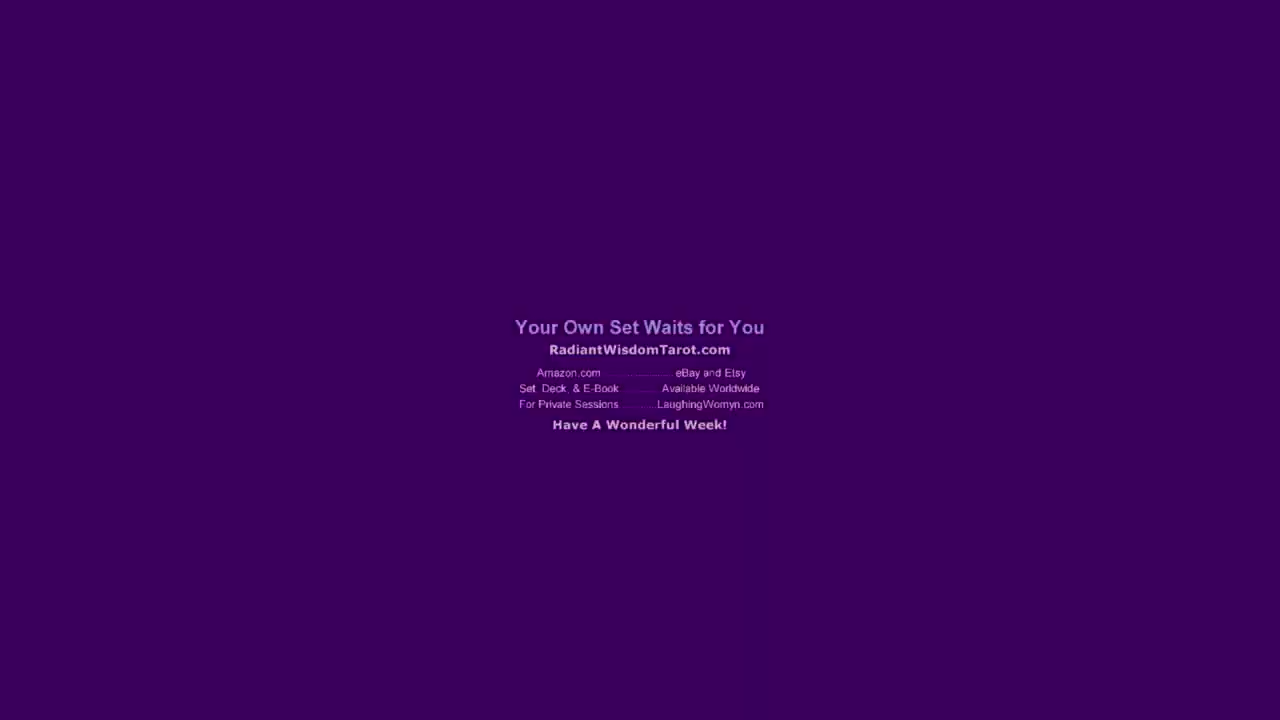 Your Own Set Waits for You
RadiantWisdomTarot.com
Amazon.com ..................... eBay and Etsy
Set, Deck, & E-Book ............ Available Worldwide
For Private Sessions ...........LaughingWomyn.com
Have A Wonderful Week!